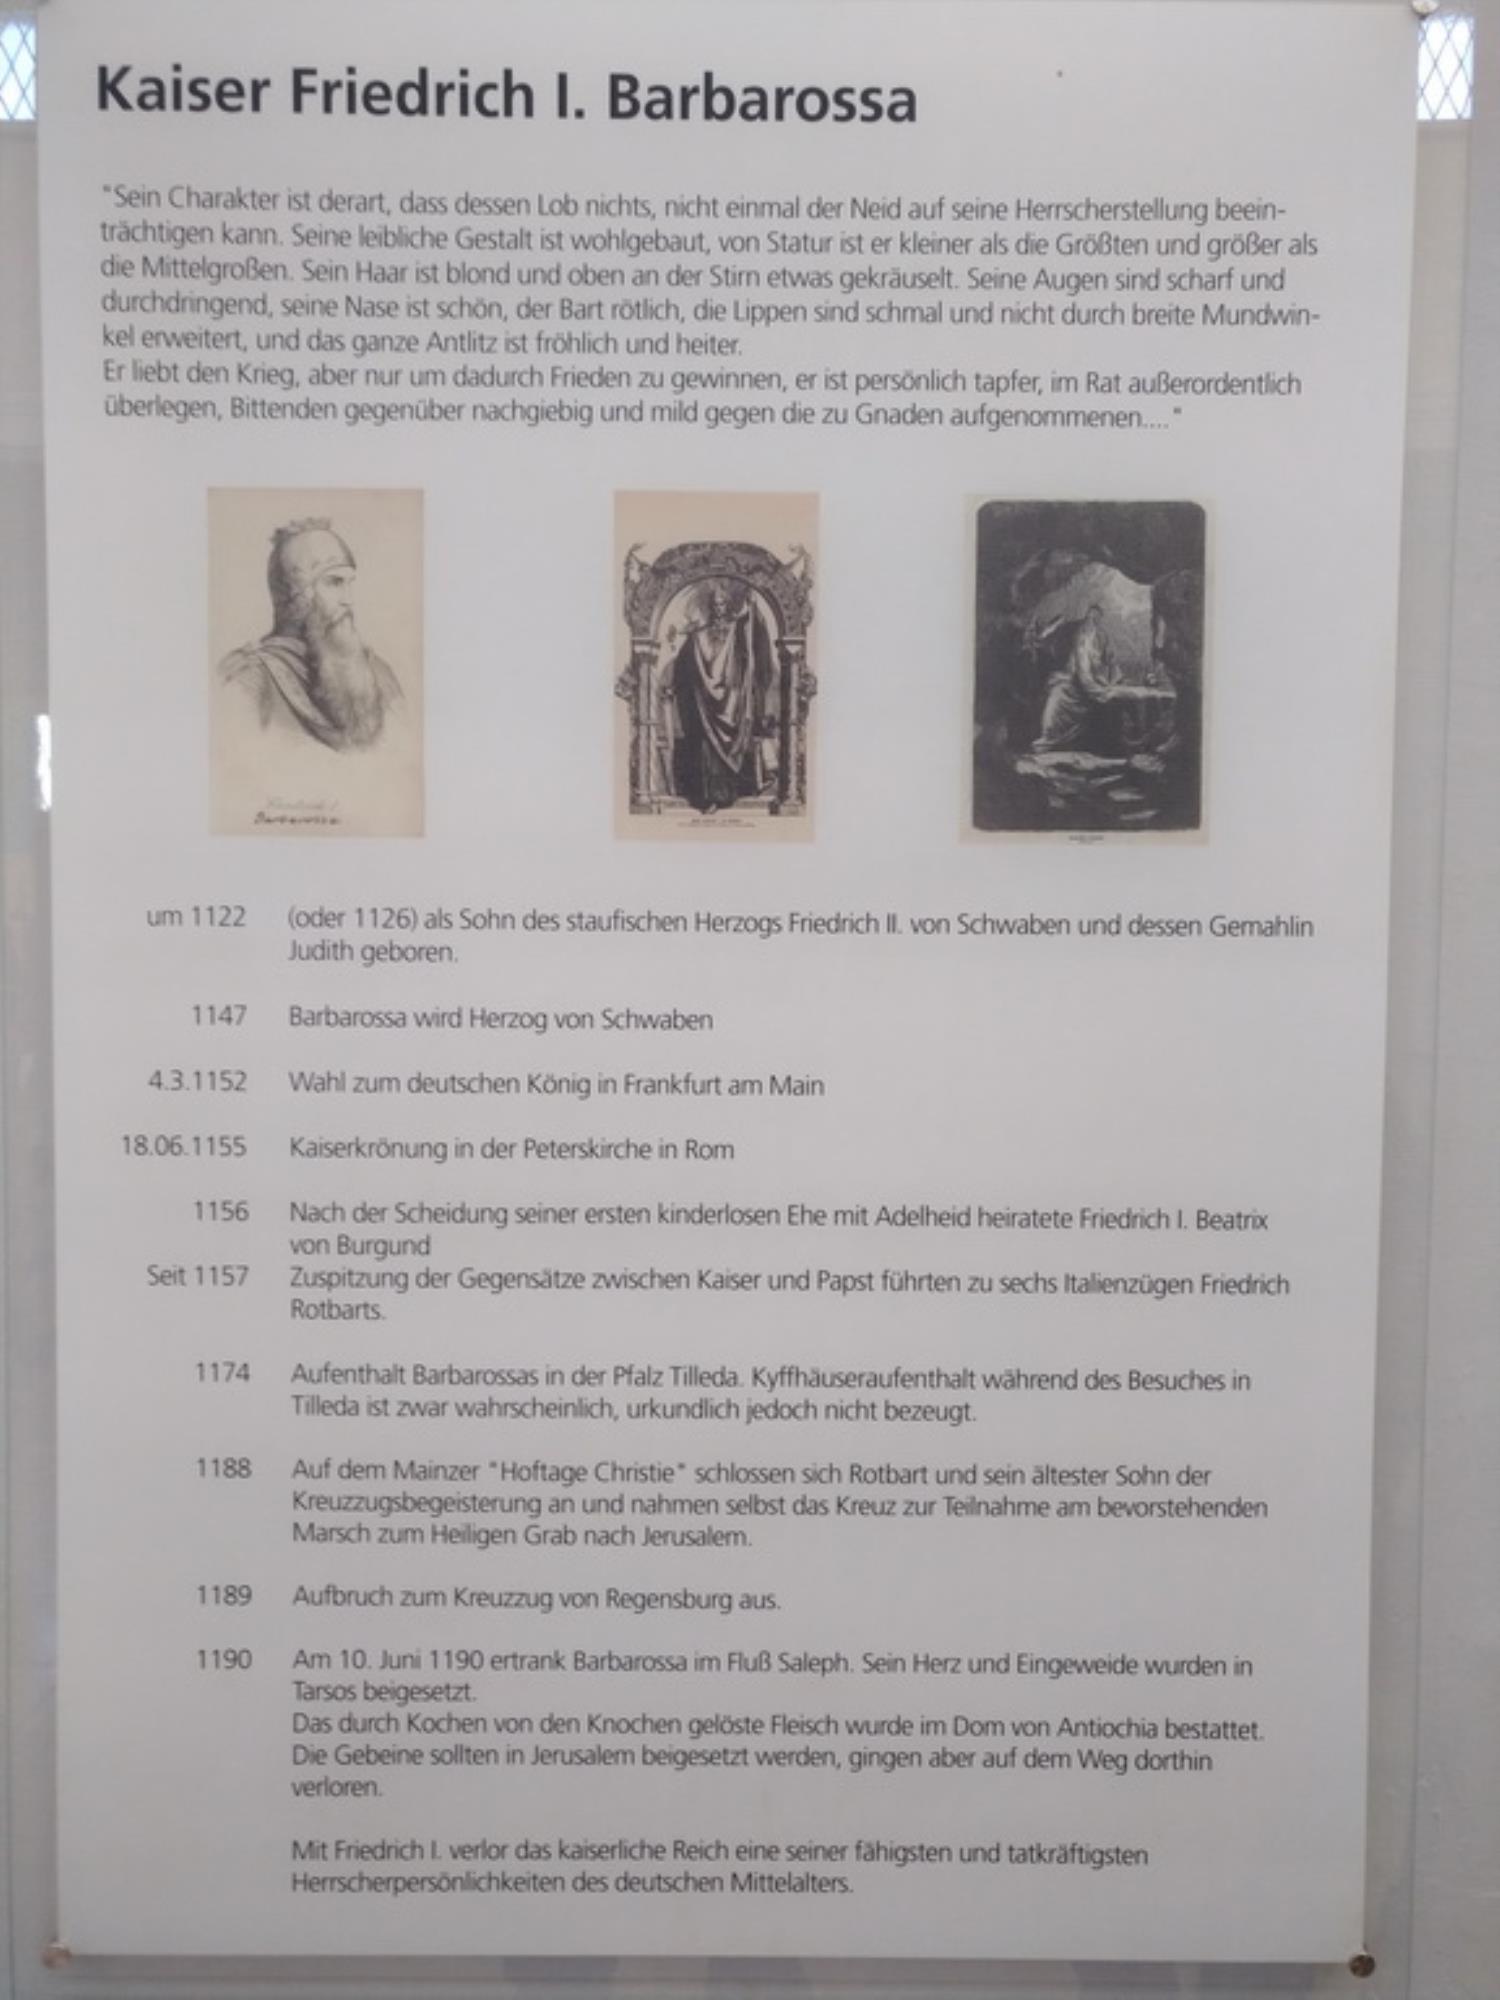 Kaiser Friedrich I. Barbarossa
"Sein Charakter ist derart, dass dessen Lob nichts, nicht einmal der Neid auf seine Herrscherstellung beein-
trächtigen kann. Seine leibliche Gestalt ist wohlgebaut, von Statur ist er kleiner als die Größten und größer als
die Mittelgroßen. Sein Haar ist blond und oben an der Stirn etwas gekräuselt. Seine Augen sind scharf und
durchdringend, seine Nase ist schön, der Bart rötlich, die Lippen sind schmal und nicht durch breite Mundwin-
kel erweitert, und das ganze Antlitz ist fröhlich und heiter.
Er liebt den Krieg, aber nur um dadurch Frieden zu gewinnen, er ist persönlich tapfer, im Rat außerordentlich
überlegen, Bittenden gegenüber nachgiebig und mild gegen die zu Gnaden aufgenommenen...."
Barbarossa
um 1122 (oder 1126) als Sohn des staufischen Herzogs Friedrich II. von Schwaben und dessen Gemahlin
Judith geboren.
1147 Barbarossa wird Herzog von Schwaben
4.3.1152 Wahl zum deutschen König in Frankfurt am Main
18.06.1155 Kaiserkrönung in der Peterskirche in Rom
1156 Nach der Scheidung seiner ersten kinderlosen Ehe mit Adelheid heiratete Friedrich I. Beatrix
von Burgund
Seit 1157 Zuspitzung der Gegensätze zwischen Kaiser und Papst führten zu sechs Italienzügen Friedrich
Rotbarts.
1174 Aufenthalt Barbarossas in der Pfalz Tilleda. Kyffhäuseraufenthalt während des Besuches in
Tilleda ist zwar wahrscheinlich, urkundlich jedoch nicht bezeugt.
1188 Auf dem Mainzer "Hoftage Christie" schlossen sich Rotbart und sein ältester Sohn der
Kreuzzugsbegeisterung an und nahmen selbst das Kreuz zur Teilnahme am bevorstehenden
Marsch zum Heiligen Grab nach Jerusalem.
1189 Aufbruch zum Kreuzzug von Regensburg aus.
1190 Am 10. Juni 1190 ertrank Barbarossa im Fluß Saleph. Sein Herz und Eingeweide wurden in
Tarsos beigesetzt.
Das durch Kochen von den Knochen gelöste Fleisch wurde im Dom von Antiochia bestattet.
Die Gebeine sollten in Jerusalem beigesetzt werden, gingen aber auf dem Weg dorthin
verloren.
Mit Friedrich I. verlor das kaiserliche Reich eine seiner fähigsten und tatkräftigsten
Herrscherpersönlichkeiten des deutschen Mittelalters.